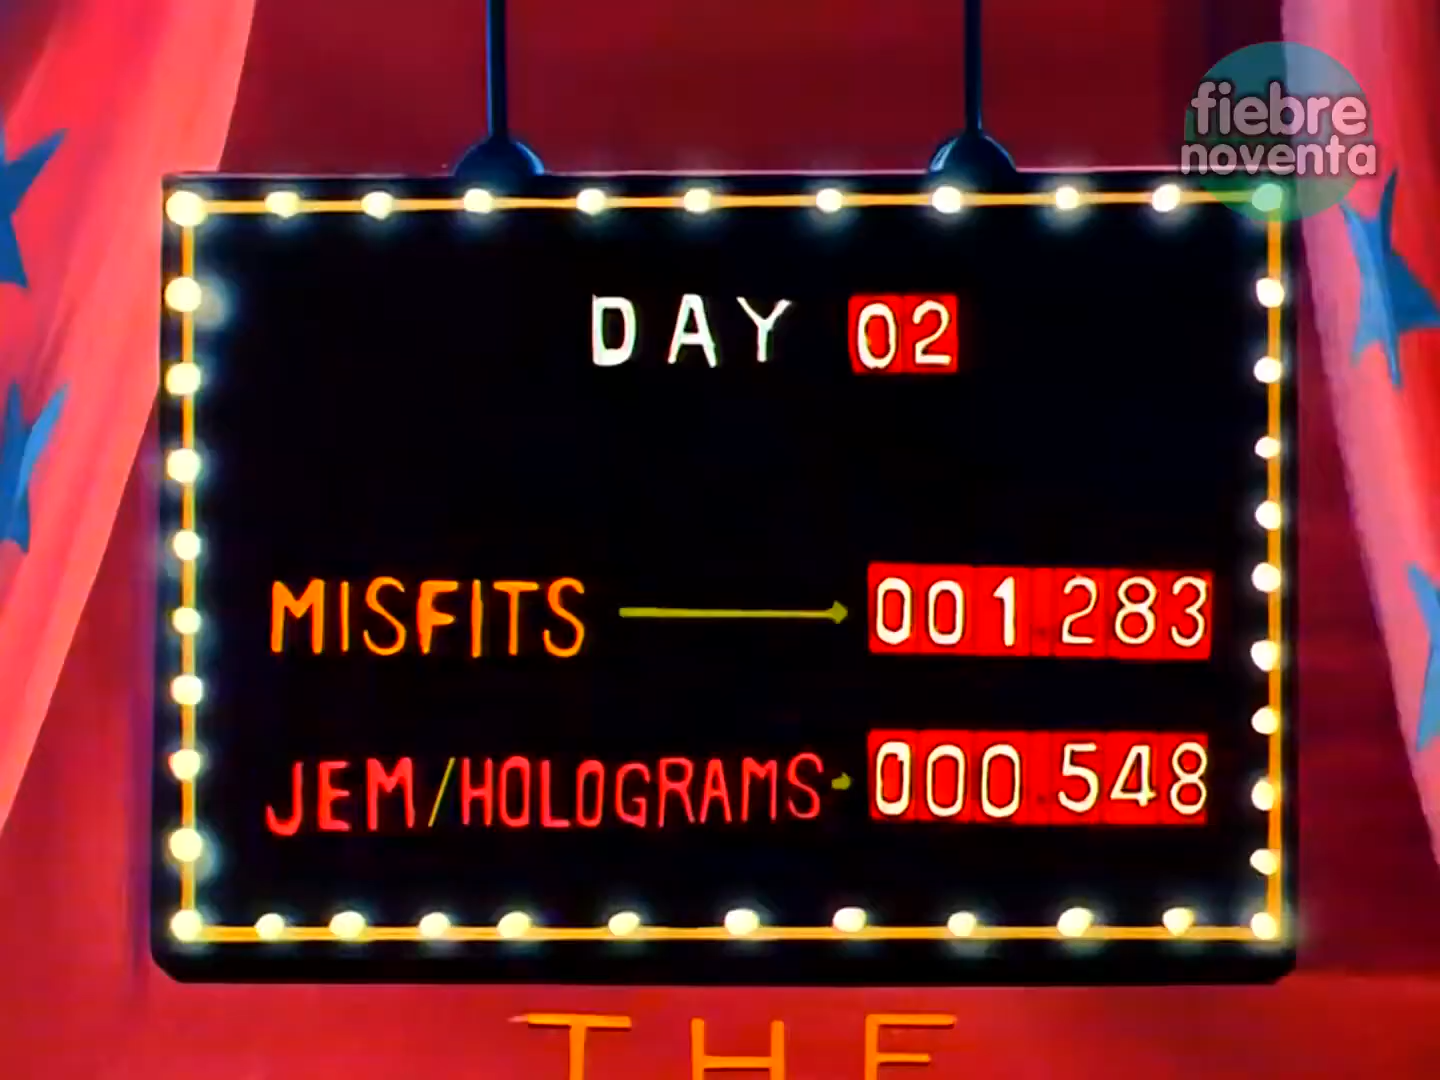 fiebre
noventa
DAY 02
MISFITS 001.283
JEM/HOLOGRAMS 000.548
THE